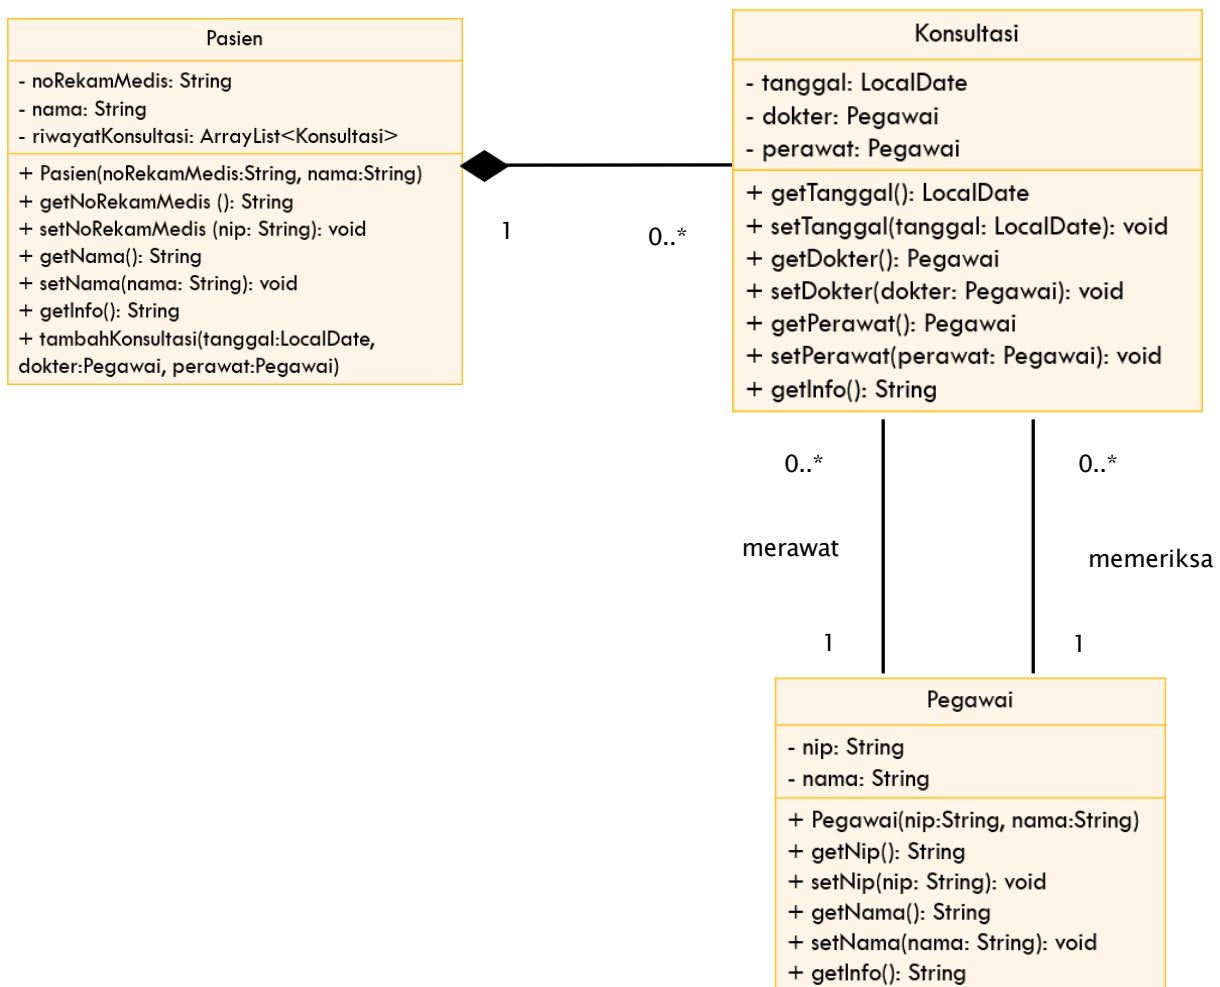 Pasien
- noRekamMedis: String
- nama: String
- riwayatKonsultasi: ArrayList<Konsultasi>
+ Pasien(noRekamMedis:String, nama:String)
+ getNoRekamMedis (): String
+ setNoRekamMedis (nip: String): void
+ getNama(): String
+ setNama(nama: String): void
+ getInfo(): String
+ tambahKonsultasi(tanggal:LocalDate,
dokter:Pegawai, perawat:Pegawai)
1
0..*
Konsultasi
- tanggal: LocalDate
- dokter: Pegawai
- perawat: Pegawai
+ getTanggal(): LocalDate
+ setTanggal(tanggal: LocalDate): void
+ getDokter(): Pegawai
+ setDokter(dokter: Pegawai): void
+ getPerawat(): Pegawai
+ setPerawat(perawat: Pegawai): void
+ getInfo(): String
0..*
0..*
merawat
memeriksa
1
1
Pegawai
- nip: String
- nama: String
+ Pegawai(nip:String, nama:String)
+ getNip(): String
+ setNip(nip: String): void
+ getNama(): String
+ setNama(nama: String): void
+ getInfo(): String